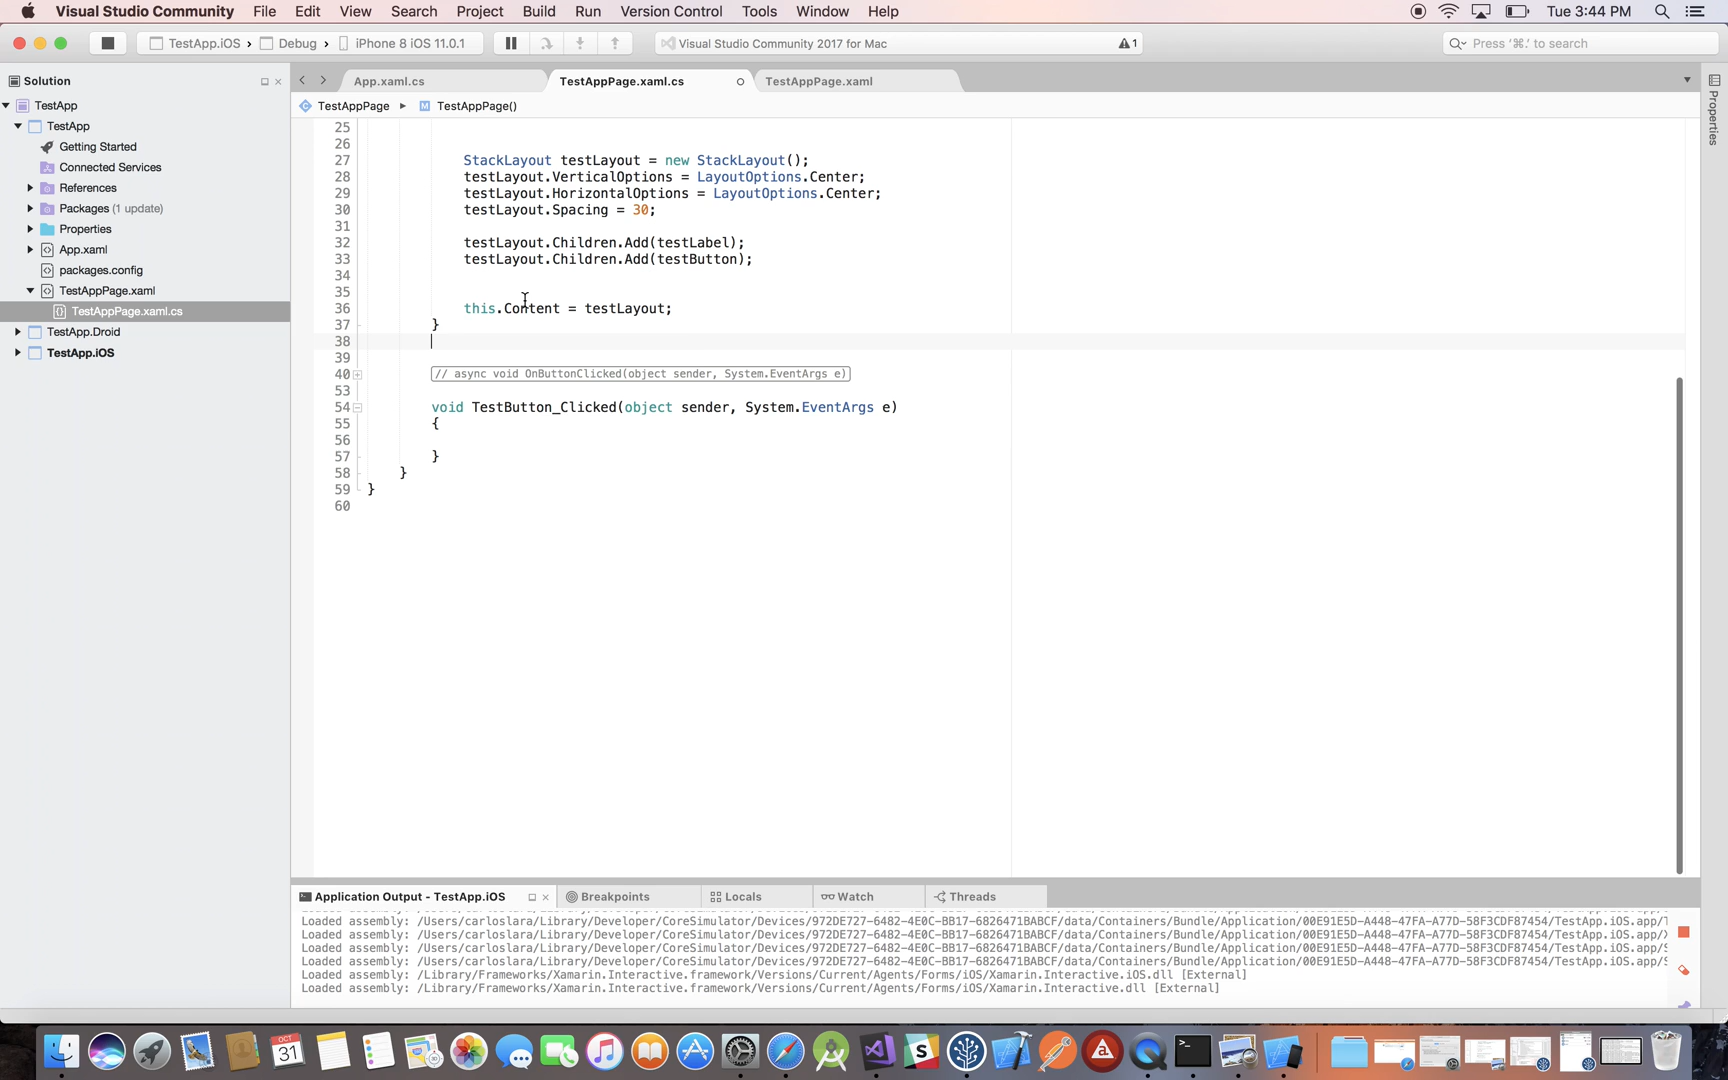 Visual Studio Community File Edit View Search Project Build Run Version Control Tools Window Help Tue 3:44 PM
TestApp.iOS › Debug › iPhone 8 iOS 11.0.1 Visual Studio Community 2017 for Mac 1 Press '⌘.' to search
Solution
App.xaml.cs TestAppPage.xaml.cs TestAppPage.xaml
TestAppPage ▸ TestAppPage()
Properties
TestApp
TestApp
Getting Started
Connected Services
References
Packages (1 update)
Properties
App.xaml
packages.config
TestAppPage.xaml
TestAppPage.xaml.cs
TestApp.Droid
TestApp.iOS
25
26
27 StackLayout testLayout = new StackLayout();
28 testLayout.VerticalOptions = LayoutOptions.Center;
29 testLayout.HorizontalOptions = LayoutOptions.Center;
30 testLayout.Spacing = 30;
31
32 testLayout.Children.Add(testLabel);
33 testLayout.Children.Add(testButton);
34
35
36 this.Content = testLayout;
37 }
38
39
40 // async void OnButtonClicked(object sender, System.EventArgs e)
53
54 void TestButton_Clicked(object sender, System.EventArgs e)
55 {
56
57 }
58 }
59 }
60
Application Output - TestApp.iOS Breakpoints Locals Watch Threads
Loaded assembly: /Users/carloslara/Library/Developer/CoreSimulator/Devices/972DE727-6482-4E0C-BB17-6826471BABCF/data/Containers/Bundle/Application/00E91E5D-A448-47FA-A77D-58F3CDF87454/TestApp.iOS.app/
Loaded assembly: /Users/carloslara/Library/Developer/CoreSimulator/Devices/972DE727-6482-4E0C-BB17-6826471BABCF/data/Containers/Bundle/Application/00E91E5D-A448-47FA-A77D-58F3CDF87454/TestApp.iOS.app/X
Loaded assembly: /Users/carloslara/Library/Developer/CoreSimulator/Devices/972DE727-6482-4E0C-BB17-6826471BABCF/data/Containers/Bundle/Application/00E91E5D-A448-47FA-A77D-58F3CDF87454/TestApp.iOS.app/S
Loaded assembly: /Users/carloslara/Library/Developer/CoreSimulator/Devices/972DE727-6482-4E0C-BB17-6826471BABCF/data/Containers/Bundle/Application/00E91E5D-A448-47FA-A77D-58F3CDF87454/TestApp.iOS.app/S
Loaded assembly: /Library/Frameworks/Xamarin.Interactive.framework/Versions/Current/Agents/Forms/iOS/Xamarin.Interactive.iOS.dll [External]
Loaded assembly: /Library/Frameworks/Xamarin.Interactive.framework/Versions/Current/Agents/Forms/iOS/Xamarin.Interactive.dll [External]
OCT
31